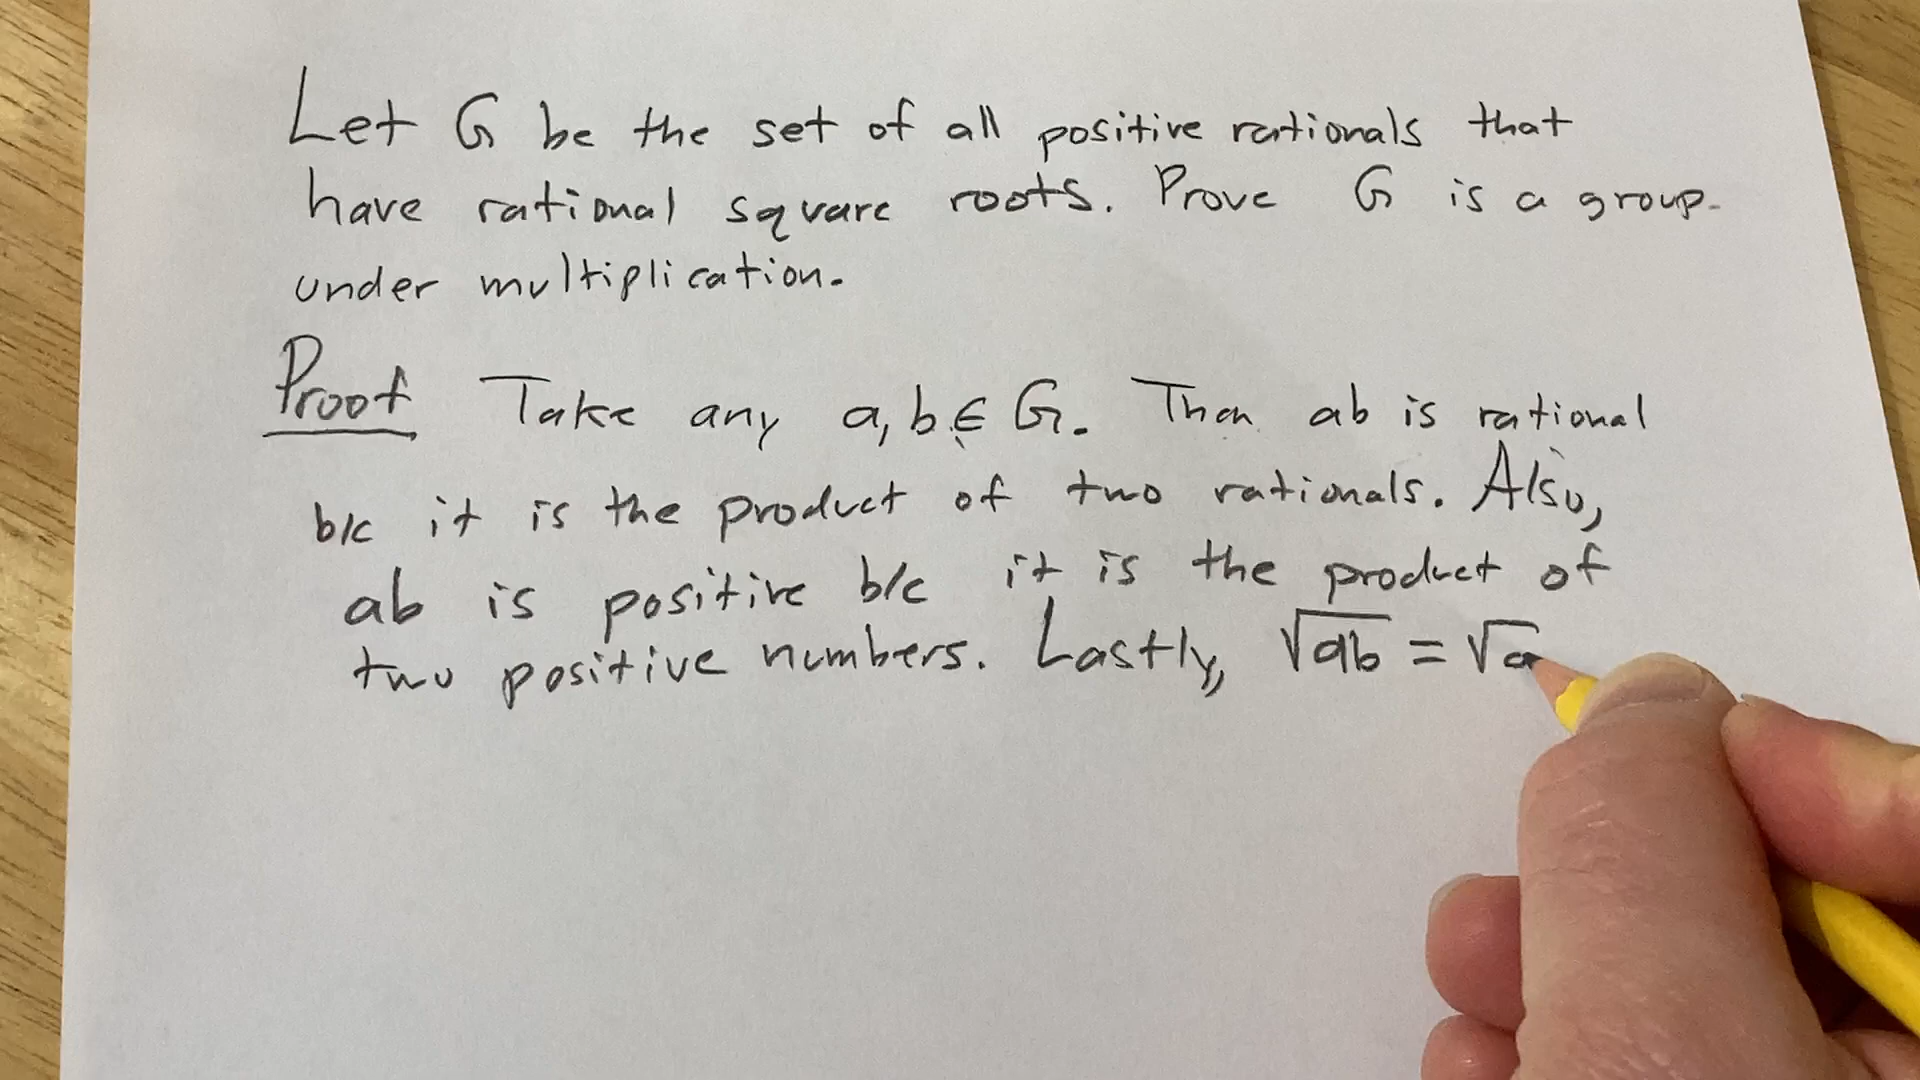 Let G be the set of all positive rationals that
have rational square roots. Prove G is a group
under multiplication.
Proof Take any a, b ∈ G. Then ab is rational
b/c it is the product of two rationals. Also,
ab is positive b/c it is the product of
two positive numbers. Lastly, √ab = √a